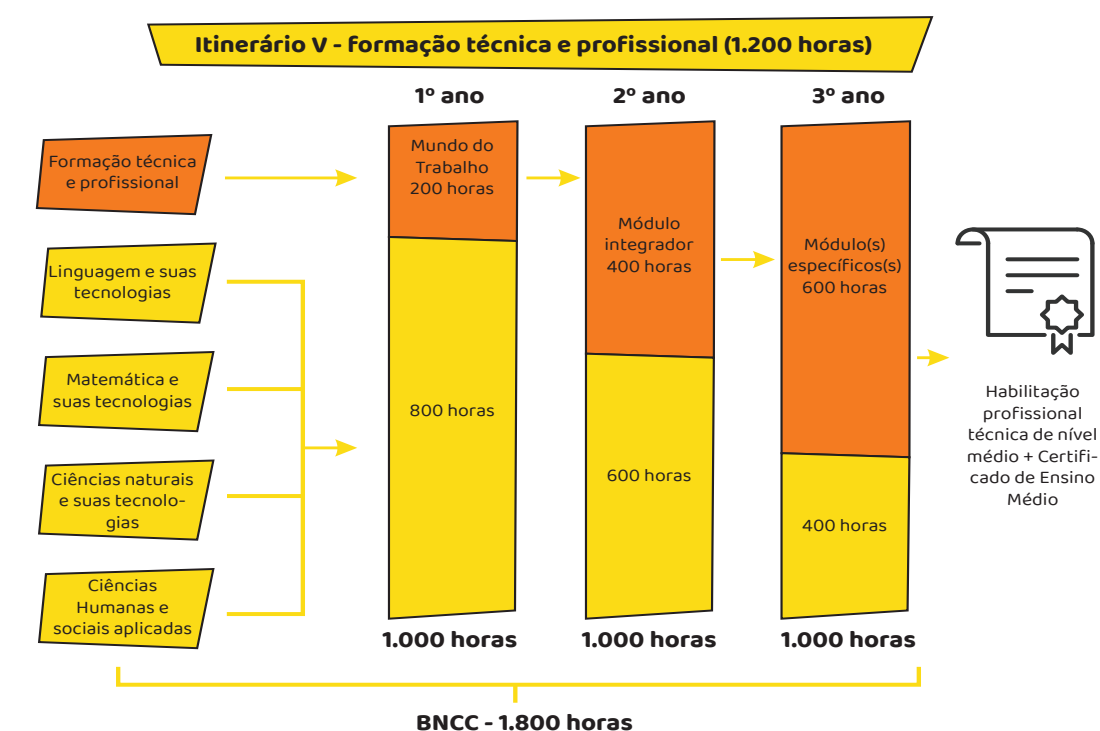 Itinerário V - formação técnica e profissional (1.200 horas)
1º ano
2º ano
3º ano
Formação técnica
e profissional
Linguagem e suas
tecnologias
Matemática e
suas tecnologias
Ciências naturais
e suas tecnolo-
gias
Ciências
Humanas e
sociais aplicadas
Mundo do
Trabalho
200 horas
800 horas
1.000 horas
Módulo
integrador
400 horas
600 horas
1.000 horas
Módulo(s)
específicos(s)
600 horas
400 horas
1.000 horas
Habilitação
profissional
técnica de nível
médio + Certifi-
cado de Ensino
Médio
BNCC - 1.800 horas